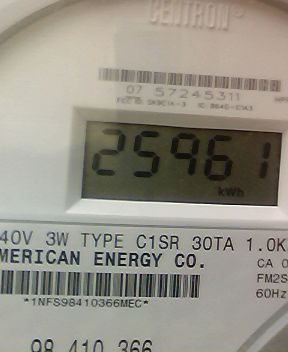 CENTRON®
07 57245311
25961
kWh
40V 3W TYPE C1SR 30TA 1.0K
MERICAN ENERGY CO.
CA 0
FM2S
60Hz
*1NFS98410366MEC*
98 410 366